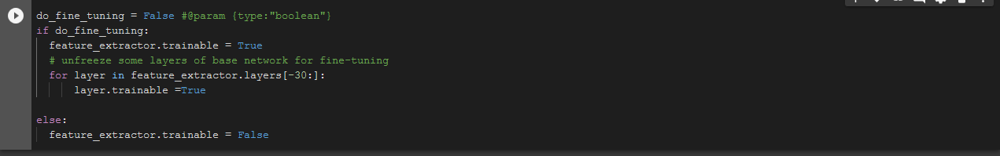 do_fine_tuning = False #@param {type:"boolean"}
if do_fine_tuning:
  feature_extractor.trainable = True
  # unfreeze some layers of base network for fine-tuning
  for layer in feature_extractor.layers[-30:]:
      layer.trainable =True

else:
  feature_extractor.trainable = False